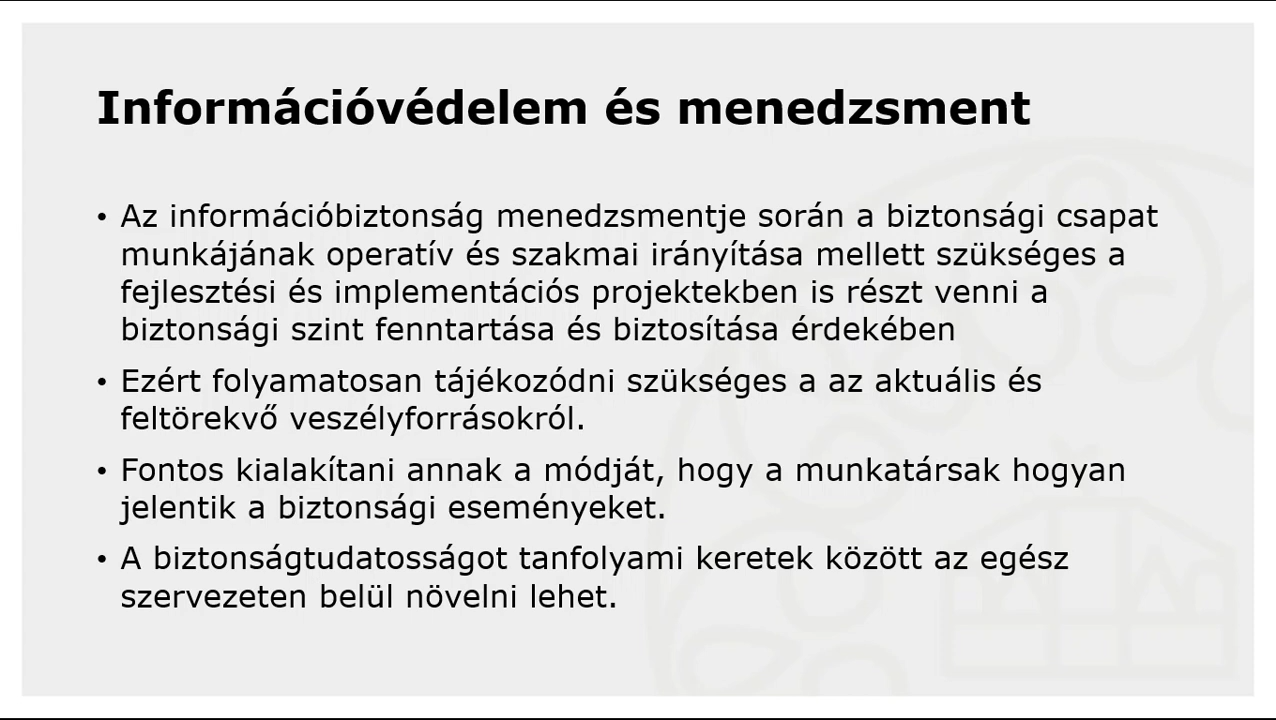 Információvédelem és menedzsment
• Az információbiztonság menedzsmentje során a biztonsági csapat
munkájának operatív és szakmai irányítása mellett szükséges a
fejlesztési és implementációs projektekben is részt venni a
biztonsági szint fenntartása és biztosítása érdekében
• Ezért folyamatosan tájékozódni szükséges a az aktuális és
feltörekvő veszélyforrásokról.
• Fontos kialakítani annak a módját, hogy a munkatársak hogyan
jelentik a biztonsági eseményeket.
• A biztonságtudatosságot tanfolyami keretek között az egész
szervezeten belül növelni lehet.